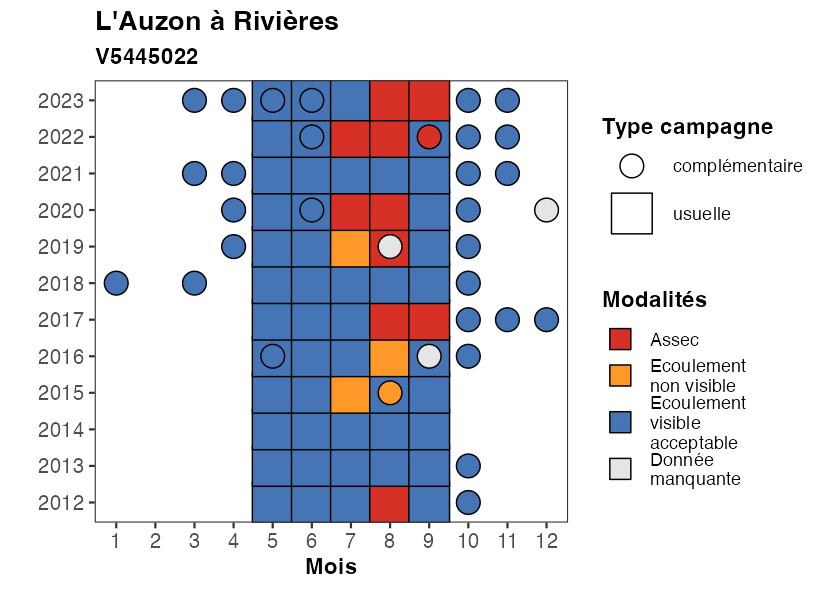 L'Auzon à Rivières
V5445022
2023
2022
2021
2020
2019
2018
2017
2016
2015
2014
2013
2012
1 2 3 4 5 6 7 8 9 10 11 12
Mois
Type campagne
complémentaire
usuelle
Modalités
Assec
Ecoulement
non visible
Ecoulement
visible
acceptable
Donnée
manquante